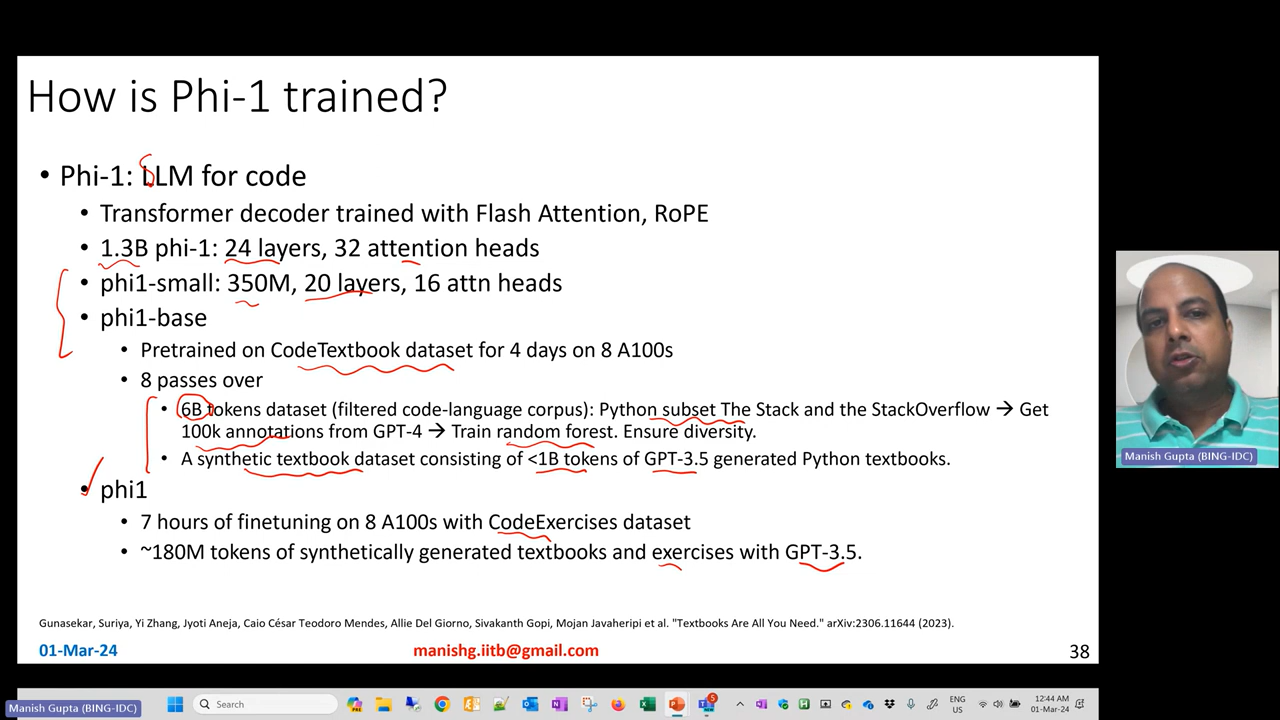 How is Phi-1 trained?
• Phi-1: LLM for code
• Transformer decoder trained with Flash Attention, RoPE
• 1.3B phi-1: 24 layers, 32 attention heads
• phi1-small: 350M, 20 layers, 16 attn heads
• phi1-base
• Pretrained on CodeTextbook dataset for 4 days on 8 A100s
• 8 passes over
• 6B tokens dataset (filtered code-language corpus): Python subset The Stack and the StackOverflow → Get
100k annotations from GPT-4 → Train random forest. Ensure diversity.
• A synthetic textbook dataset consisting of <1B tokens of GPT-3.5 generated Python textbooks.
• phi1
• 7 hours of finetuning on 8 A100s with CodeExercises dataset
• ~180M tokens of synthetically generated textbooks and exercises with GPT-3.5.
Gunasekar, Suriya, Yi Zhang, Jyoti Aneja, Caio César Teodoro Mendes, Allie Del Giorno, Sivakanth Gopi, Mojan Javaheripi et al. "Textbooks Are All You Need." arXiv:2306.11644 (2023).
01-Mar-24
manishg.iitb@gmail.com
38
Manish Gupta (BING-IDC)
Manish Gupta (BING-IDC)
Search
5
ENG
US
12:44 AM
01-Mar-24